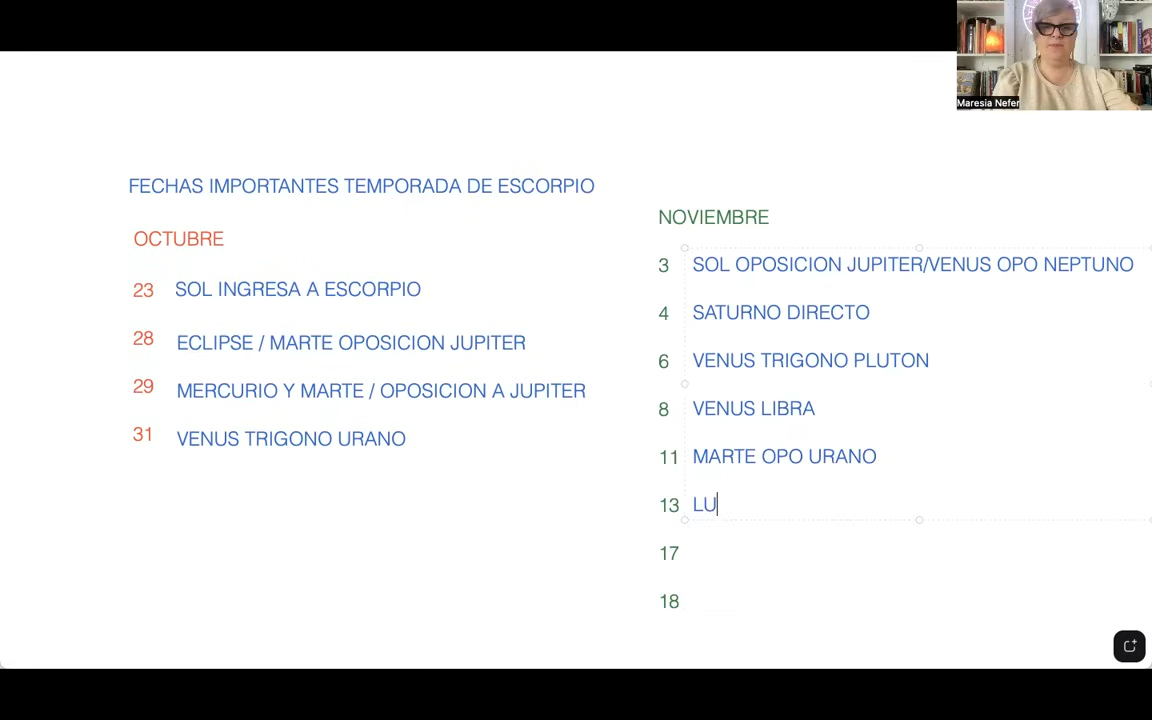 Maresia Nefer
FECHAS IMPORTANTES TEMPORADA DE ESCORPIO
OCTUBRE
23 SOL INGRESA A ESCORPIO
28 ECLIPSE / MARTE OPOSICION JUPITER
29 MERCURIO Y MARTE / OPOSICION A JUPITER
31 VENUS TRIGONO URANO
NOVIEMBRE
3 SOL OPOSICION JUPITER/VENUS OPO NEPTUNO
4 SATURNO DIRECTO
6 VENUS TRIGONO PLUTON
8 VENUS LIBRA
11 MARTE OPO URANO
13 LU
17
18